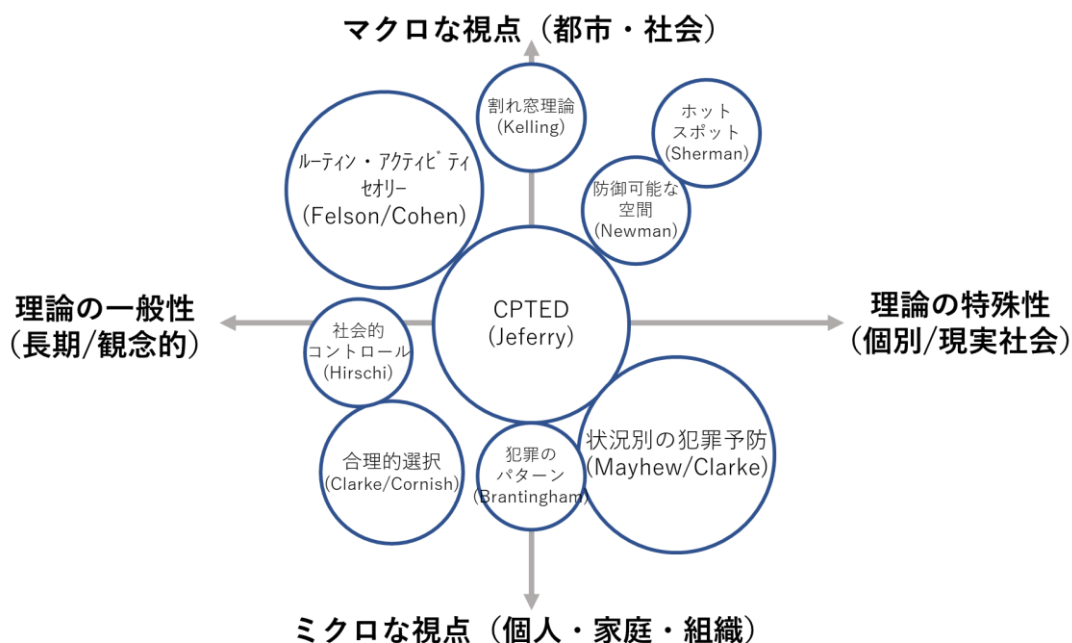 マクロな視点（都市・社会）
割れ窓理論
(Kelling)
ホット
スポット
(Sherman)
ﾙｰﾃｨﾝ・ｱｸﾃｨﾋﾞﾃｨ
ｾｵﾘｰ
(Felson/Cohen)
防御可能な
空間
(Newman)
CPTED
(Jeferry)
理論の一般性
（長期/観念的）
理論の特殊性
（個別/現実社会）
社会的
コントロール
(Hirschi)
合理的選択
(Clarke/Cornish)
犯罪の
パターン
(Brantingham)
状況別の犯罪予防
(Mayhew/Clarke)
ミクロな視点（個人・家庭・組織）